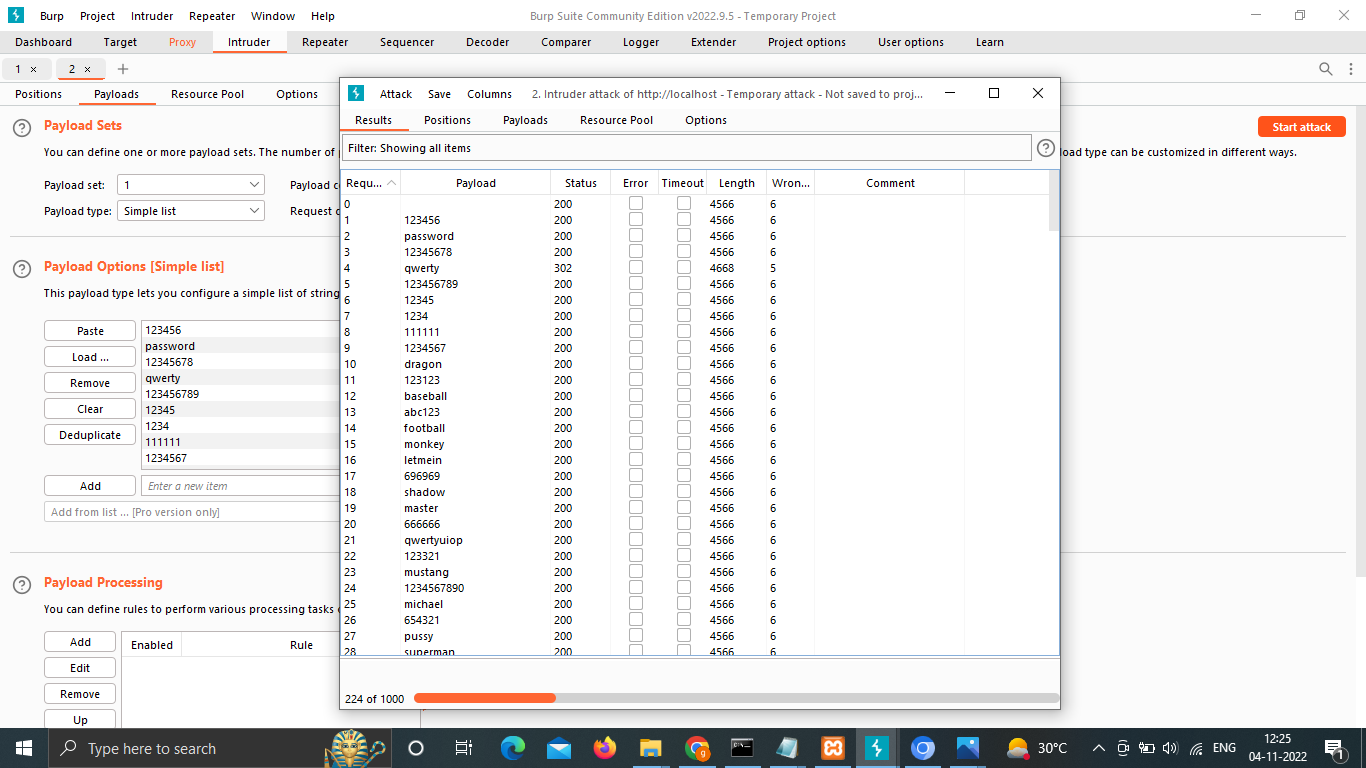 Burp Project Intruder Repeater Window Help Burp Suite Community Edition v2022.9.5 - Temporary Project
Dashboard Target Proxy Intruder Repeater Sequencer Decoder Comparer Logger Extender Project options User options Learn
1 × 2 × +
Positions Payloads Resource Pool Options
Attack Save Columns 2. Intruder attack of http://localhost - Temporary attack - Not saved to proj...
Results Positions Payloads Resource Pool Options
Filter: Showing all items
? Payload Sets
Start attack
You can define one or more payload sets. The number of
load type can be customized in different ways.
Payload set: 1 Payload c
Payload type: Simple list Request c
? Payload Options [Simple list]
This payload type lets you configure a simple list of string
Paste
Load ...
Remove
Clear
Deduplicate
123456
password
12345678
qwerty
123456789
12345
1234
111111
1234567
Add Enter a new item
Add from list ... [Pro version only]
? Payload Processing
You can define rules to perform various processing tasks
Add
Edit
Remove
Up
Enabled Rule
Requ... Payload Status Error Timeout Length Wron... Comment
0 200 4566 6
1 123456 200 4566 6
2 password 200 4566 6
3 12345678 200 4566 6
4 qwerty 302 4668 5
5 123456789 200 4566 6
6 12345 200 4566 6
7 1234 200 4566 6
8 111111 200 4566 6
9 1234567 200 4566 6
10 dragon 200 4566 6
11 123123 200 4566 6
12 baseball 200 4566 6
13 abc123 200 4566 6
14 football 200 4566 6
15 monkey 200 4566 6
16 letmein 200 4566 6
17 696969 200 4566 6
18 shadow 200 4566 6
19 master 200 4566 6
20 666666 200 4566 6
21 qwertyuiop 200 4566 6
22 123321 200 4566 6
23 mustang 200 4566 6
24 1234567890 200 4566 6
25 michael 200 4566 6
26 654321 200 4566 6
27 pussy 200 4566 6
28 superman 200 4566 6
224 of 1000
Type here to search 30°C ENG 12:25
04-11-2022 1